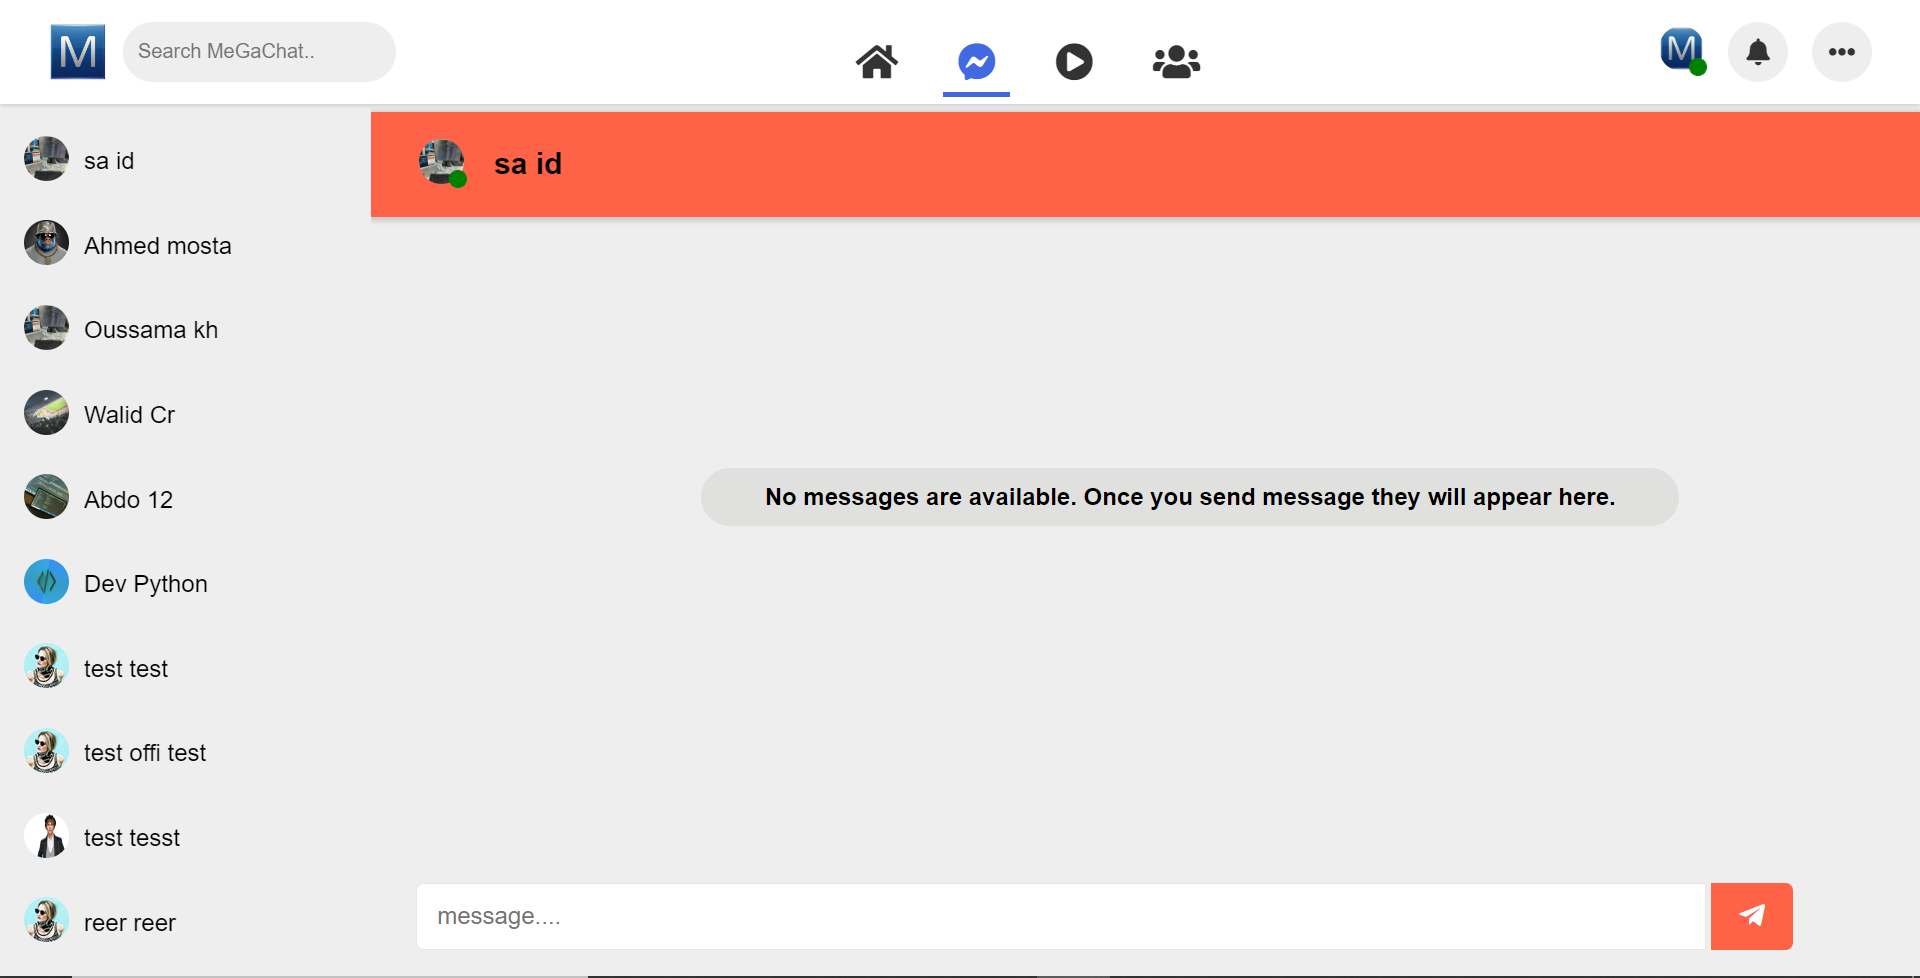 M
Search MeGaChat..
M
sa id
Ahmed mosta
Oussama kh
Walid Cr
Abdo 12
Dev Python
test test
test offi test
test tesst
reer reer
sa id
No messages are available. Once you send message they will appear here.
message....